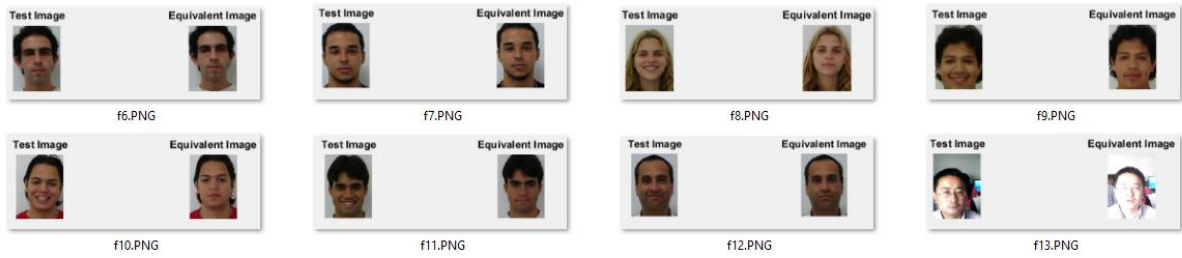 Test Image Equivalent Image Test Image Equivalent Image Test Image Equivalent Image Test Image Equivalent Image
f6.PNG f7.PNG f8.PNG f9.PNG
Test Image Equivalent Image Test Image Equivalent Image Test Image Equivalent Image Test Image Equivalent Image
f10.PNG f11.PNG f12.PNG f13.PNG